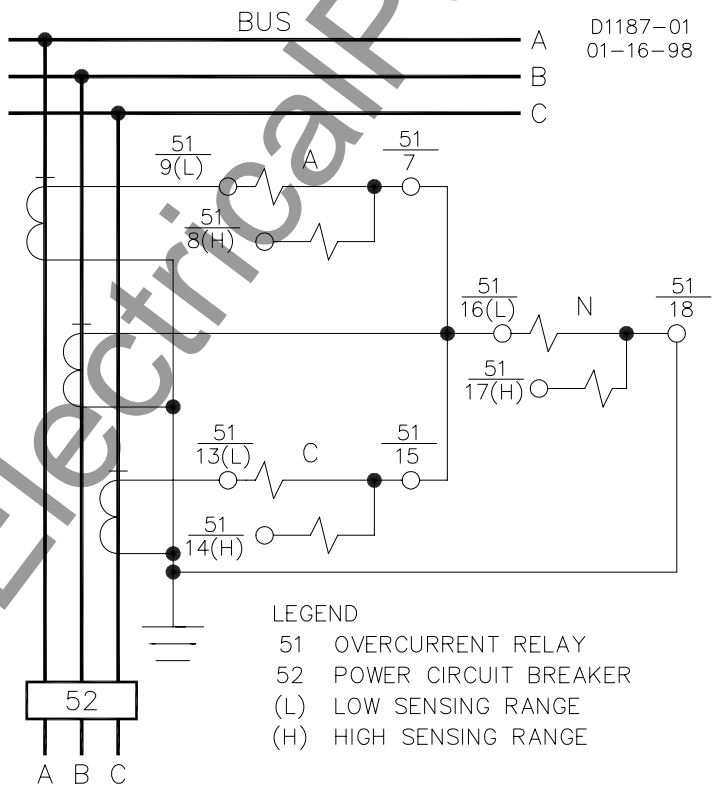 BUS
D1187-01
01-16-98
A
B
C
51
9(L)
A
51
7
51
8(H)
51
16(L)
N
51
18
51
17(H)
51
13(L)
C
51
15
51
14(H)
LEGEND
51 OVERCURRENT RELAY
52 POWER CIRCUIT BREAKER
(L) LOW SENSING RANGE
(H) HIGH SENSING RANGE
52
A B C